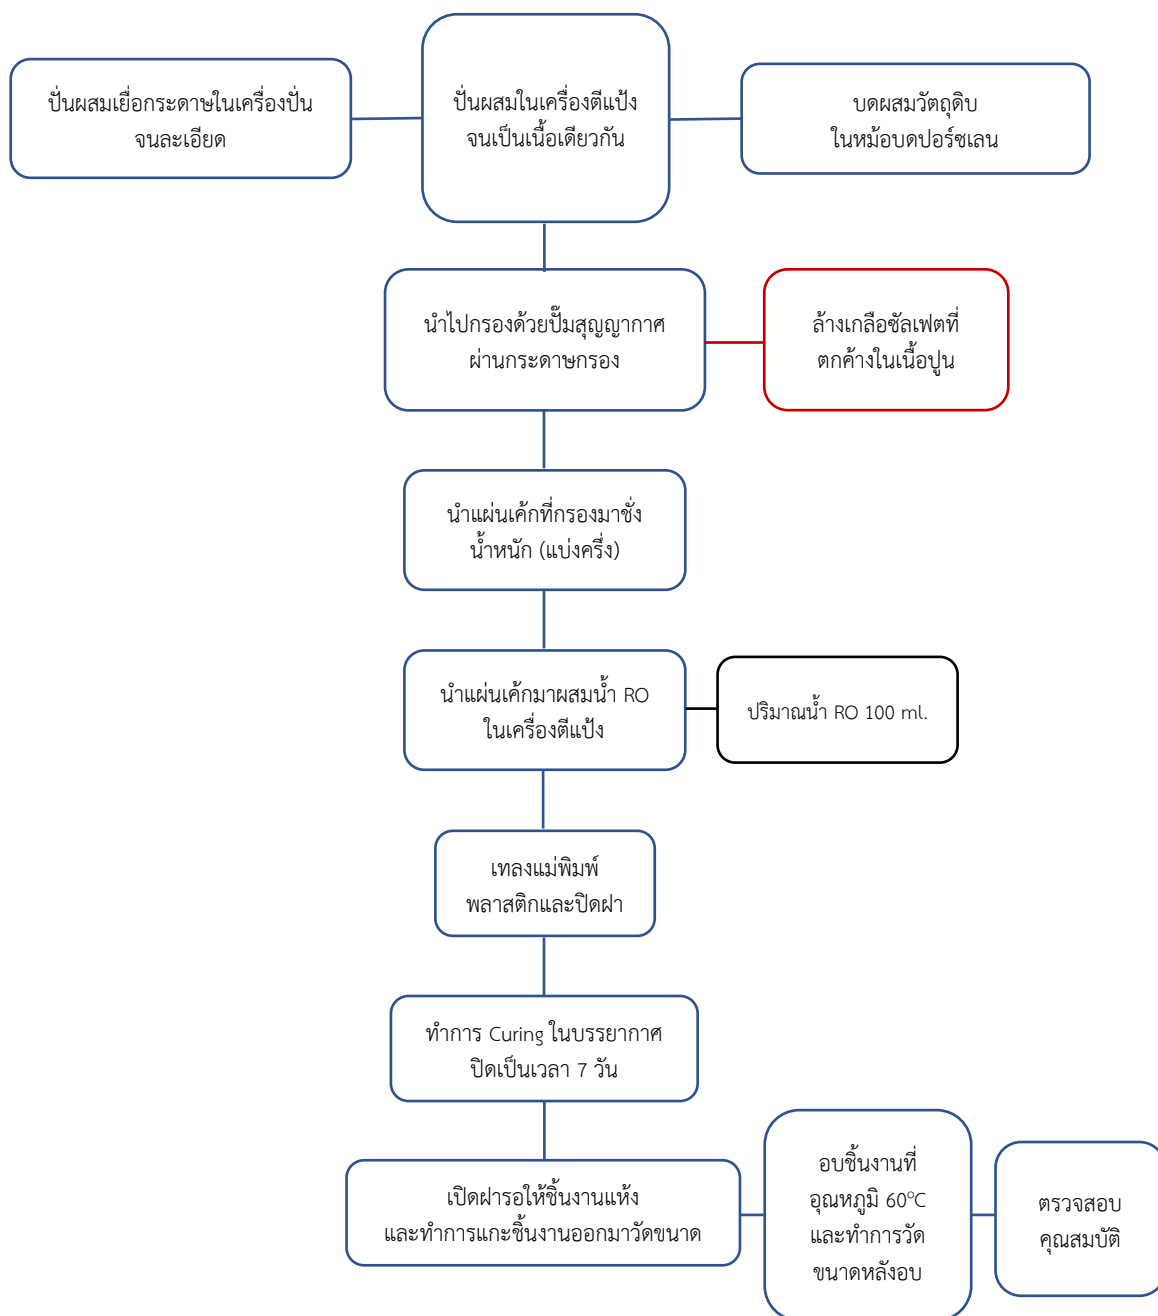 ปั่นผสมเยื่อกระดาษในเครื่องปั่น
จนละเอียด
ปั่นผสมในเครื่องตีแป้ง
จนเป็นเนื้อเดียวกัน
บดผสมวัตถุดิบ
ในหม้อบดปอร์ซเลน
นำไปกรองด้วยปั๊มสุญญากาศ
ผ่านกระดาษกรอง
ล้างเกลือซัลเฟตที่
ตกค้างในเนื้อปูน
นำแผ่นเค้กที่กรองมาชั่ง
น้ำหนัก (แบ่งครึ่ง)
นำแผ่นเค้กมาผสมน้ำ RO
ในเครื่องตีแป้ง
ปริมาณน้ำ RO 100 ml.
เทลงแม่พิมพ์
พลาสติกและปิดฝา
ทำการ Curing ในบรรยากาศ
ปิดเป็นเวลา 7 วัน
เปิดฝารอให้ชิ้นงานแห้ง
และทำการแกะชิ้นงานออกมาวัดขนาด
อบชิ้นงานที่
อุณหภูมิ 60°C
และทำการวัด
ขนาดหลังอบ
ตรวจสอบ
คุณสมบัติ